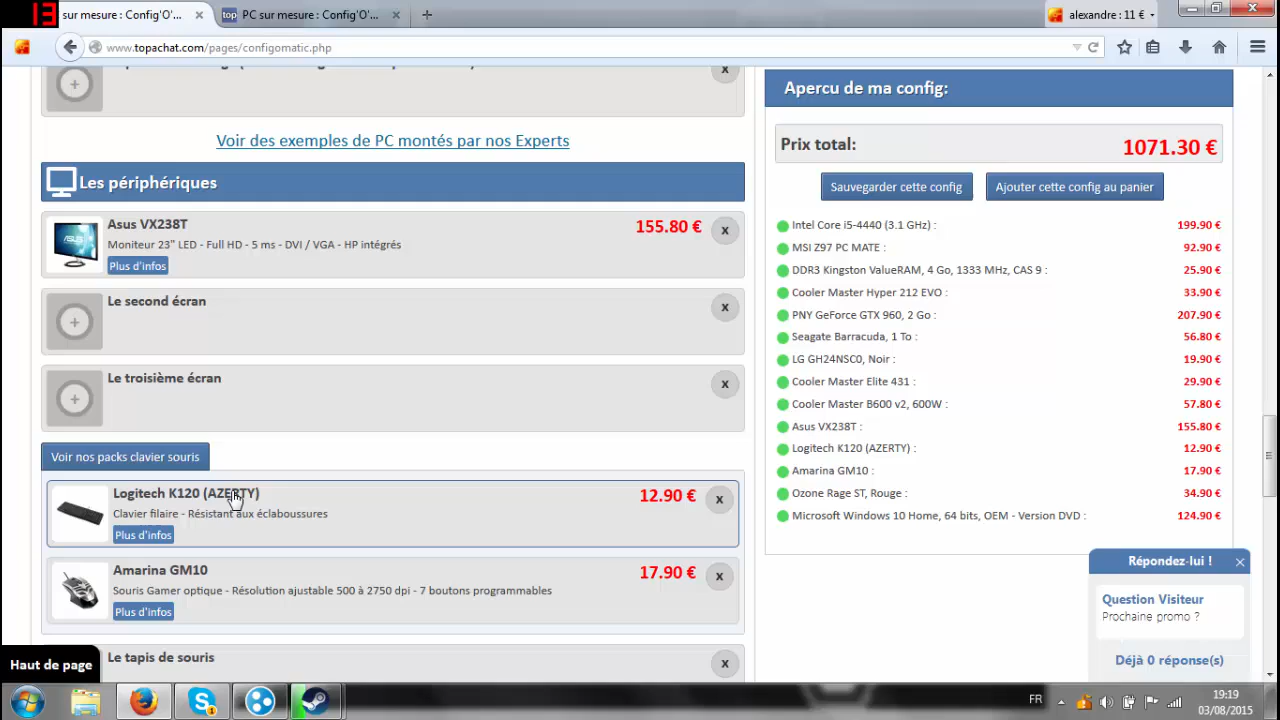 13
sur mesure : Config'O'...
top
PC sur mesure : Config'O'...
alexandre : 11 €
www.topachat.com/pages/configomatic.php
Voir des exemples de PC montés par nos Experts
Les périphériques
Asus VX238T
155.80 €
x
Moniteur 23" LED - Full HD - 5 ms - DVI / VGA - HP intégrés
Plus d'infos
Le second écran
x
Le troisième écran
x
Voir nos packs clavier souris
Logitech K120 (AZERTY)
12.90 €
x
Clavier filaire - Résistant aux éclaboussures
Plus d'infos
Amarina GM10
17.90 €
x
Souris Gamer optique - Résolution ajustable 500 à 2750 dpi - 7 boutons programmables
Plus d'infos
Le tapis de souris
x
Haut de page
Apercu de ma config:
Prix total:
1071.30 €
Sauvegarder cette config
Ajouter cette config au panier
Intel Core i5-4440 (3.1 GHz) : 199.90 €
MSI Z97 PC MATE : 92.90 €
DDR3 Kingston ValueRAM, 4 Go, 1333 MHz, CAS 9 : 25.90 €
Cooler Master Hyper 212 EVO : 33.90 €
PNY GeForce GTX 960, 2 Go : 207.90 €
Seagate Barracuda, 1 To : 56.80 €
LG GH24NSC0, Noir : 19.90 €
Cooler Master Elite 431 : 29.90 €
Cooler Master B600 v2, 600W : 57.80 €
Asus VX238T : 155.80 €
Logitech K120 (AZERTY) : 12.90 €
Amarina GM10 : 17.90 €
Ozone Rage ST, Rouge : 34.90 €
Microsoft Windows 10 Home, 64 bits, OEM - Version DVD : 124.90 €
Répondez-lui !
Question Visiteur
Prochaine promo ?
Déjà 0 réponse(s)
FR
19:19
03/08/2015